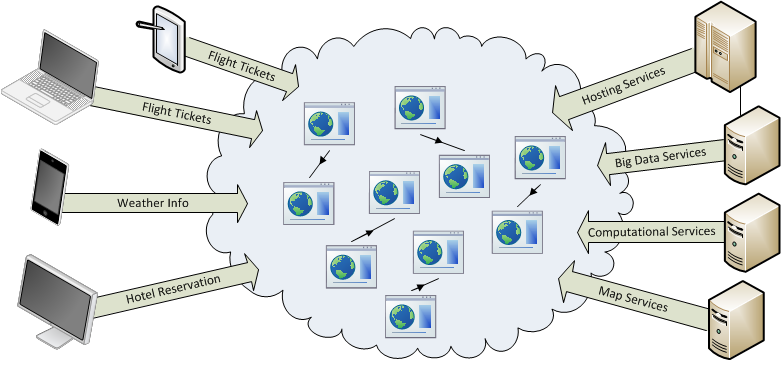 Flight Tickets
Flight Tickets
Weather Info
Hotel Reservation
Hosting Services
Big Data Services
Computational Services
Map Services